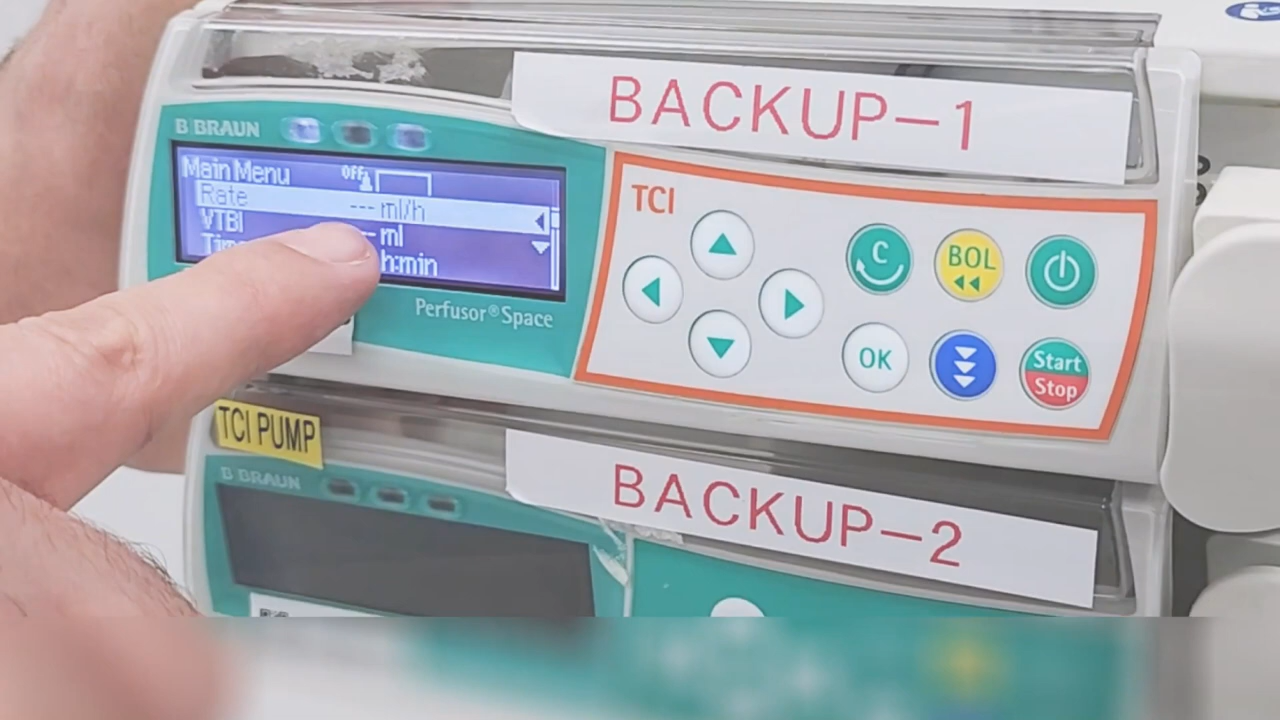 BACKUP-1
B BRAUN
Main Menu
Off
Rate --- ml/h
VTBI -- ml
h:min
Perfusor® Space
TCI
C
BOL
OK
Start
Stop
TCI PUMP
B BRAUN
BACKUP-2